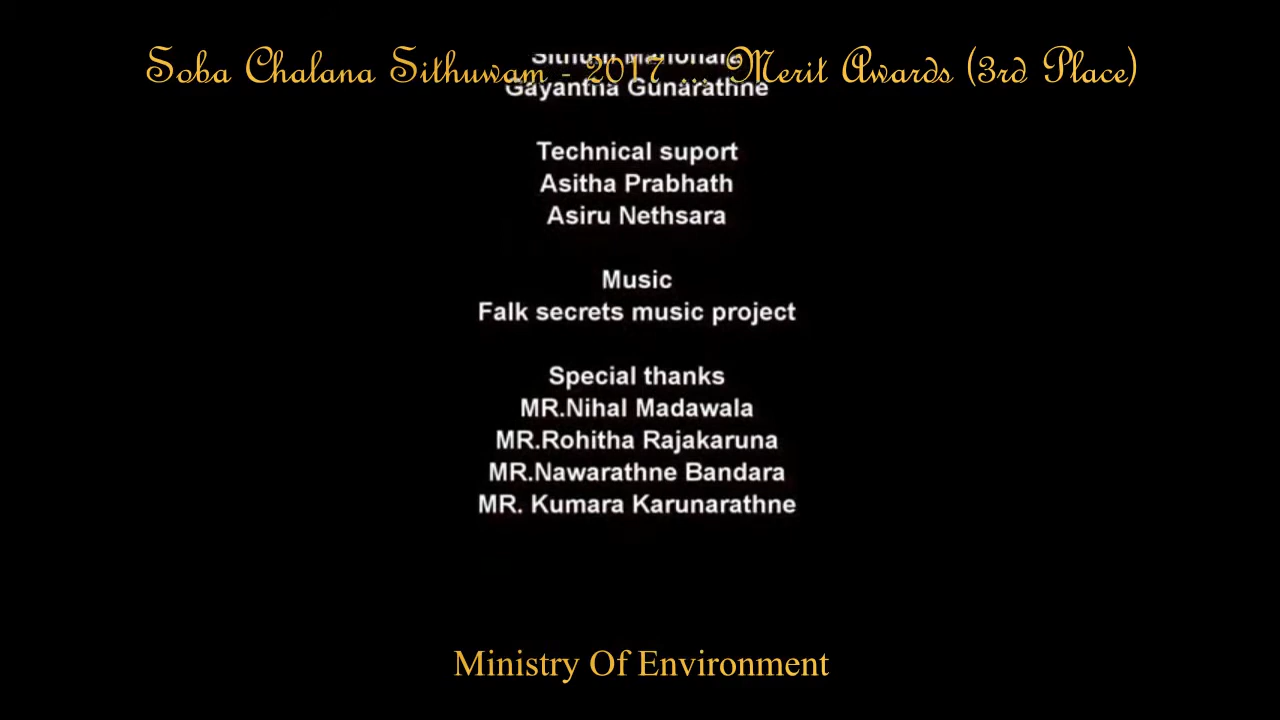 Soba Chalana Sithuwam - 2017 ... Merit Awards (3rd Place)
Gayantha Gunarathne
Technical suport
Asitha Prabhath
Asiru Nethsara
Music
Falk secrets music project
Special thanks
MR.Nihal Madawala
MR.Rohitha Rajakaruna
MR.Nawarathne Bandara
MR. Kumara Karunarathne
Ministry Of Environment